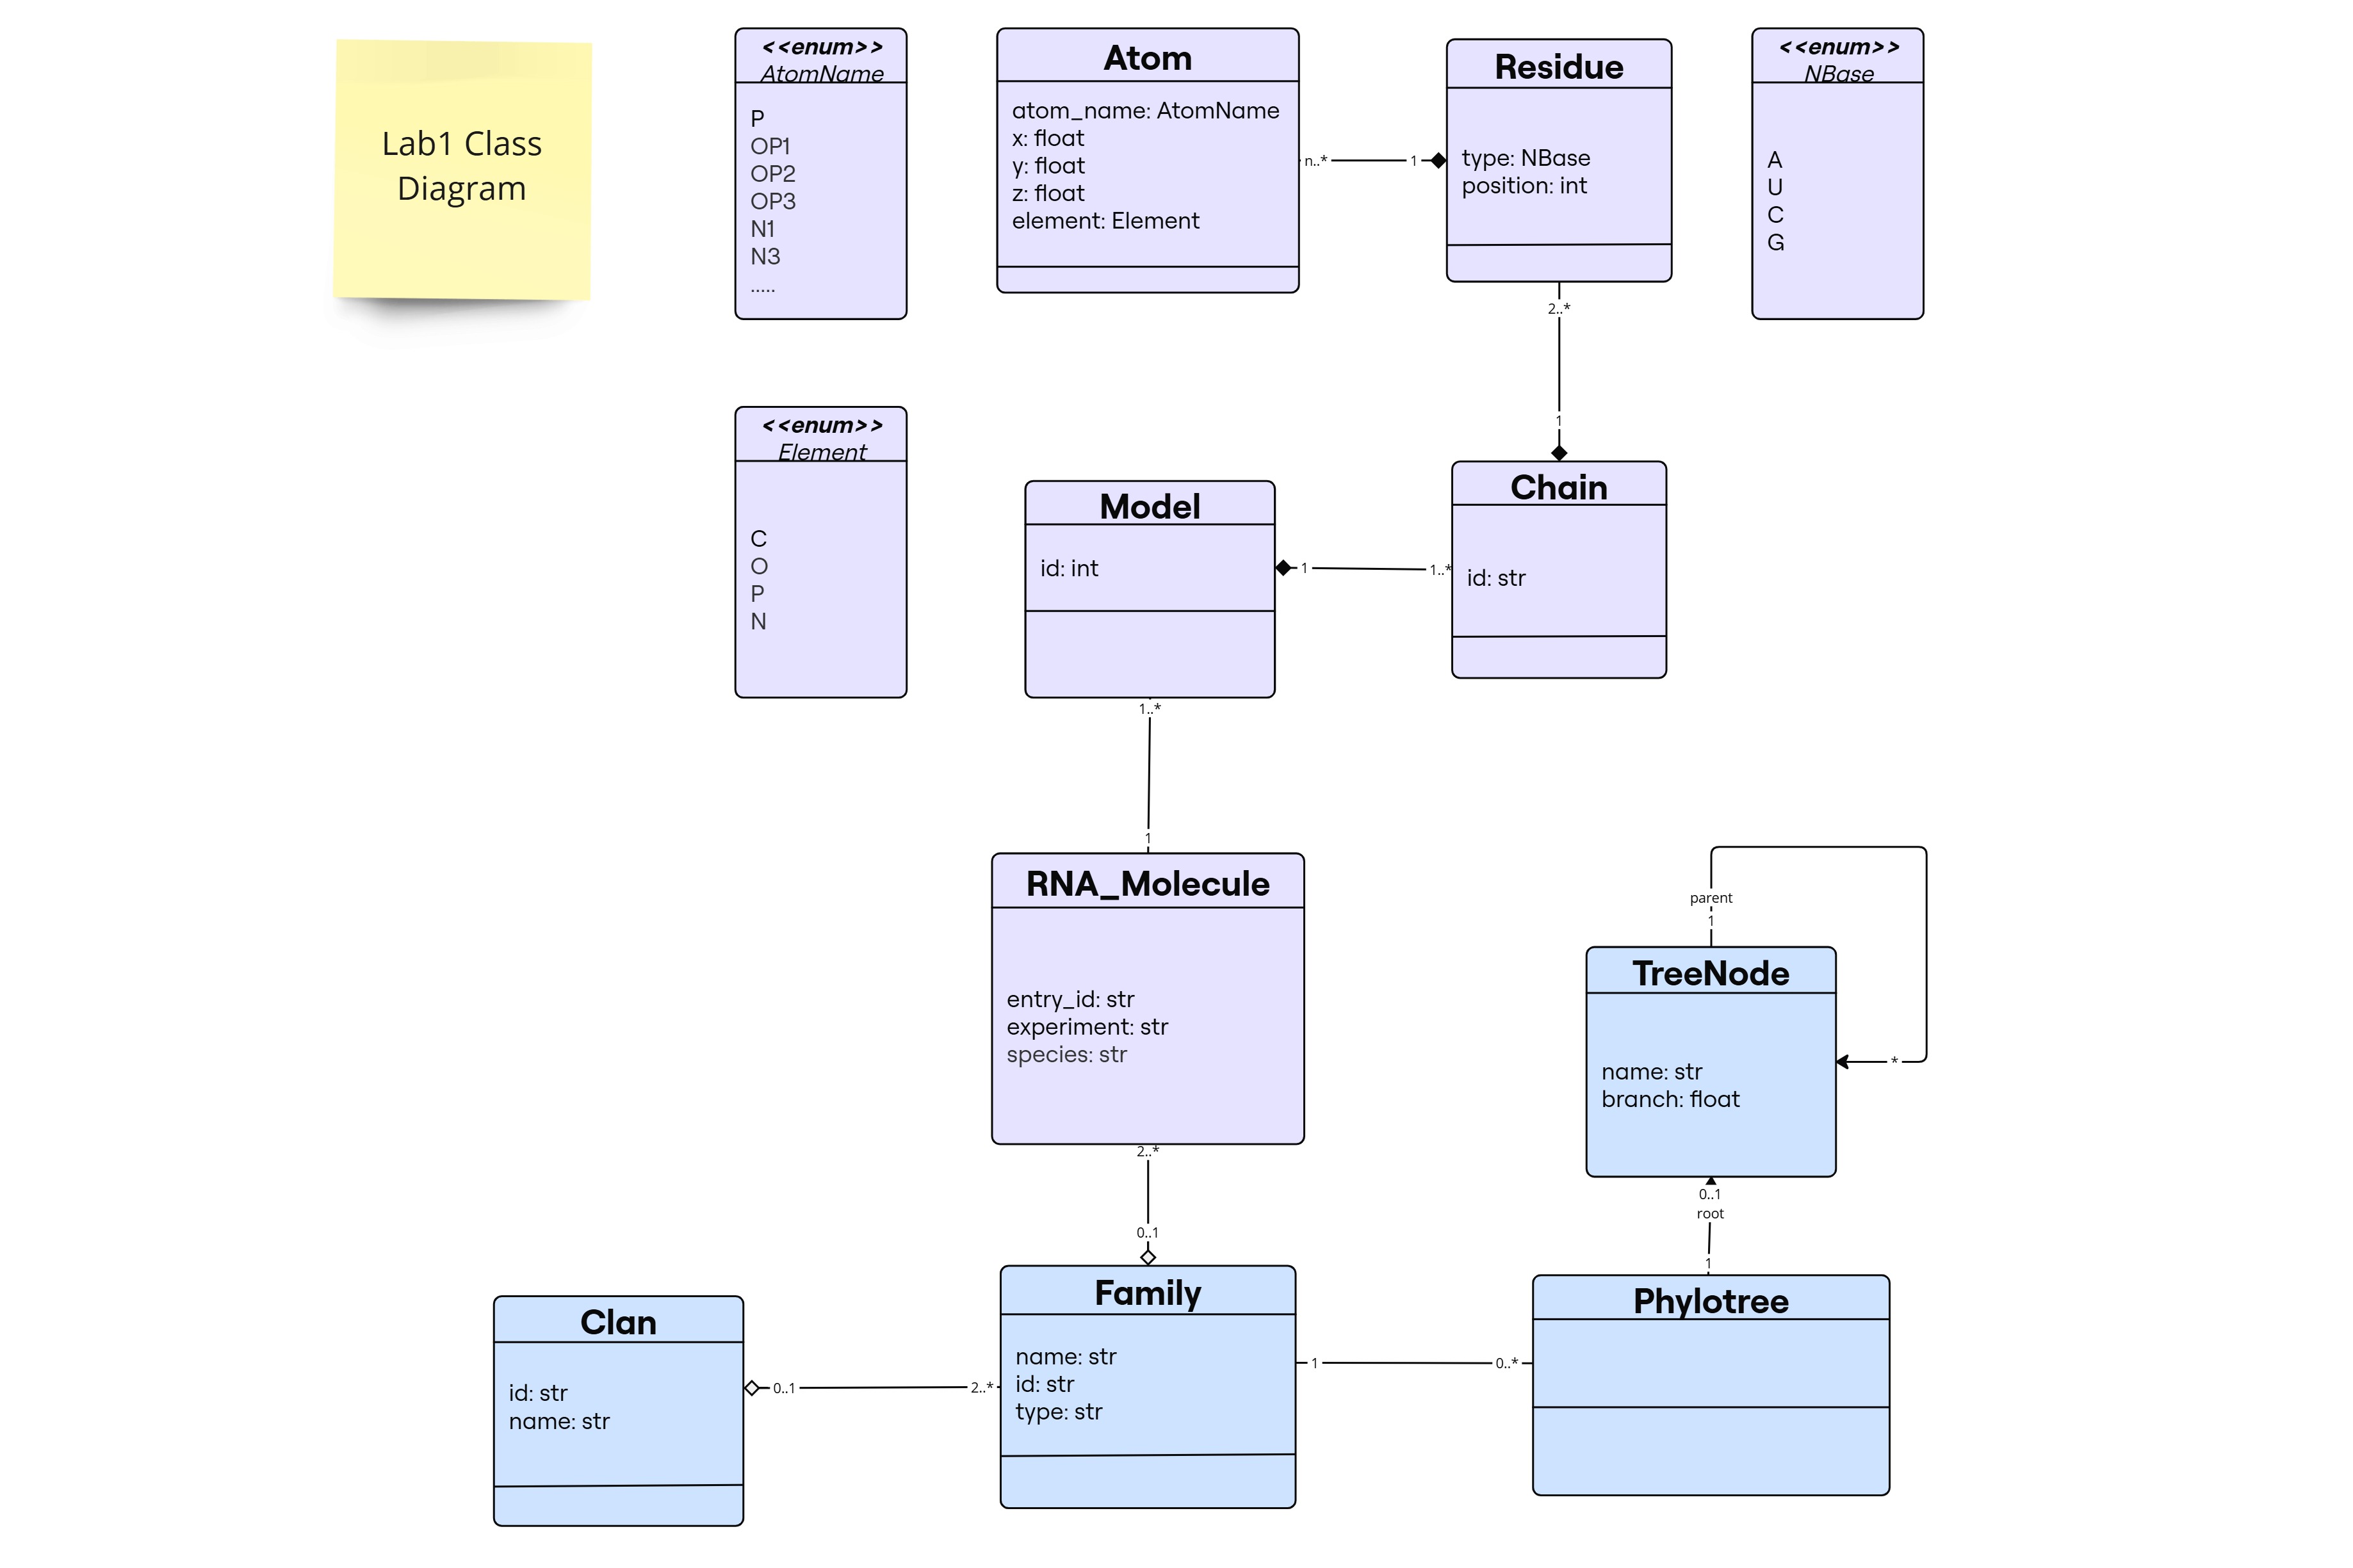 Lab1 Class
Diagram
<<enum>>
AtomName
P
OP1
OP2
OP3
N1
N3
.....
Atom
atom_name: AtomName
x: float
y: float
z: float
element: Element
n..*
1
Residue
type: NBase
position: int
<<enum>>
NBase
A
U
C
G
2..*
1
<<enum>>
Element
C
O
P
N
Model
id: int
1
1..*
Chain
id: str
1..*
1
RNA_Molecule
entry_id: str
experiment: str
species: str
parent
1
TreeNode
name: str
branch: float
*
2..*
0..1
0..1
root
1
Clan
id: str
name: str
0..1
2..*
Family
name: str
id: str
type: str
1
0..*
Phylotree